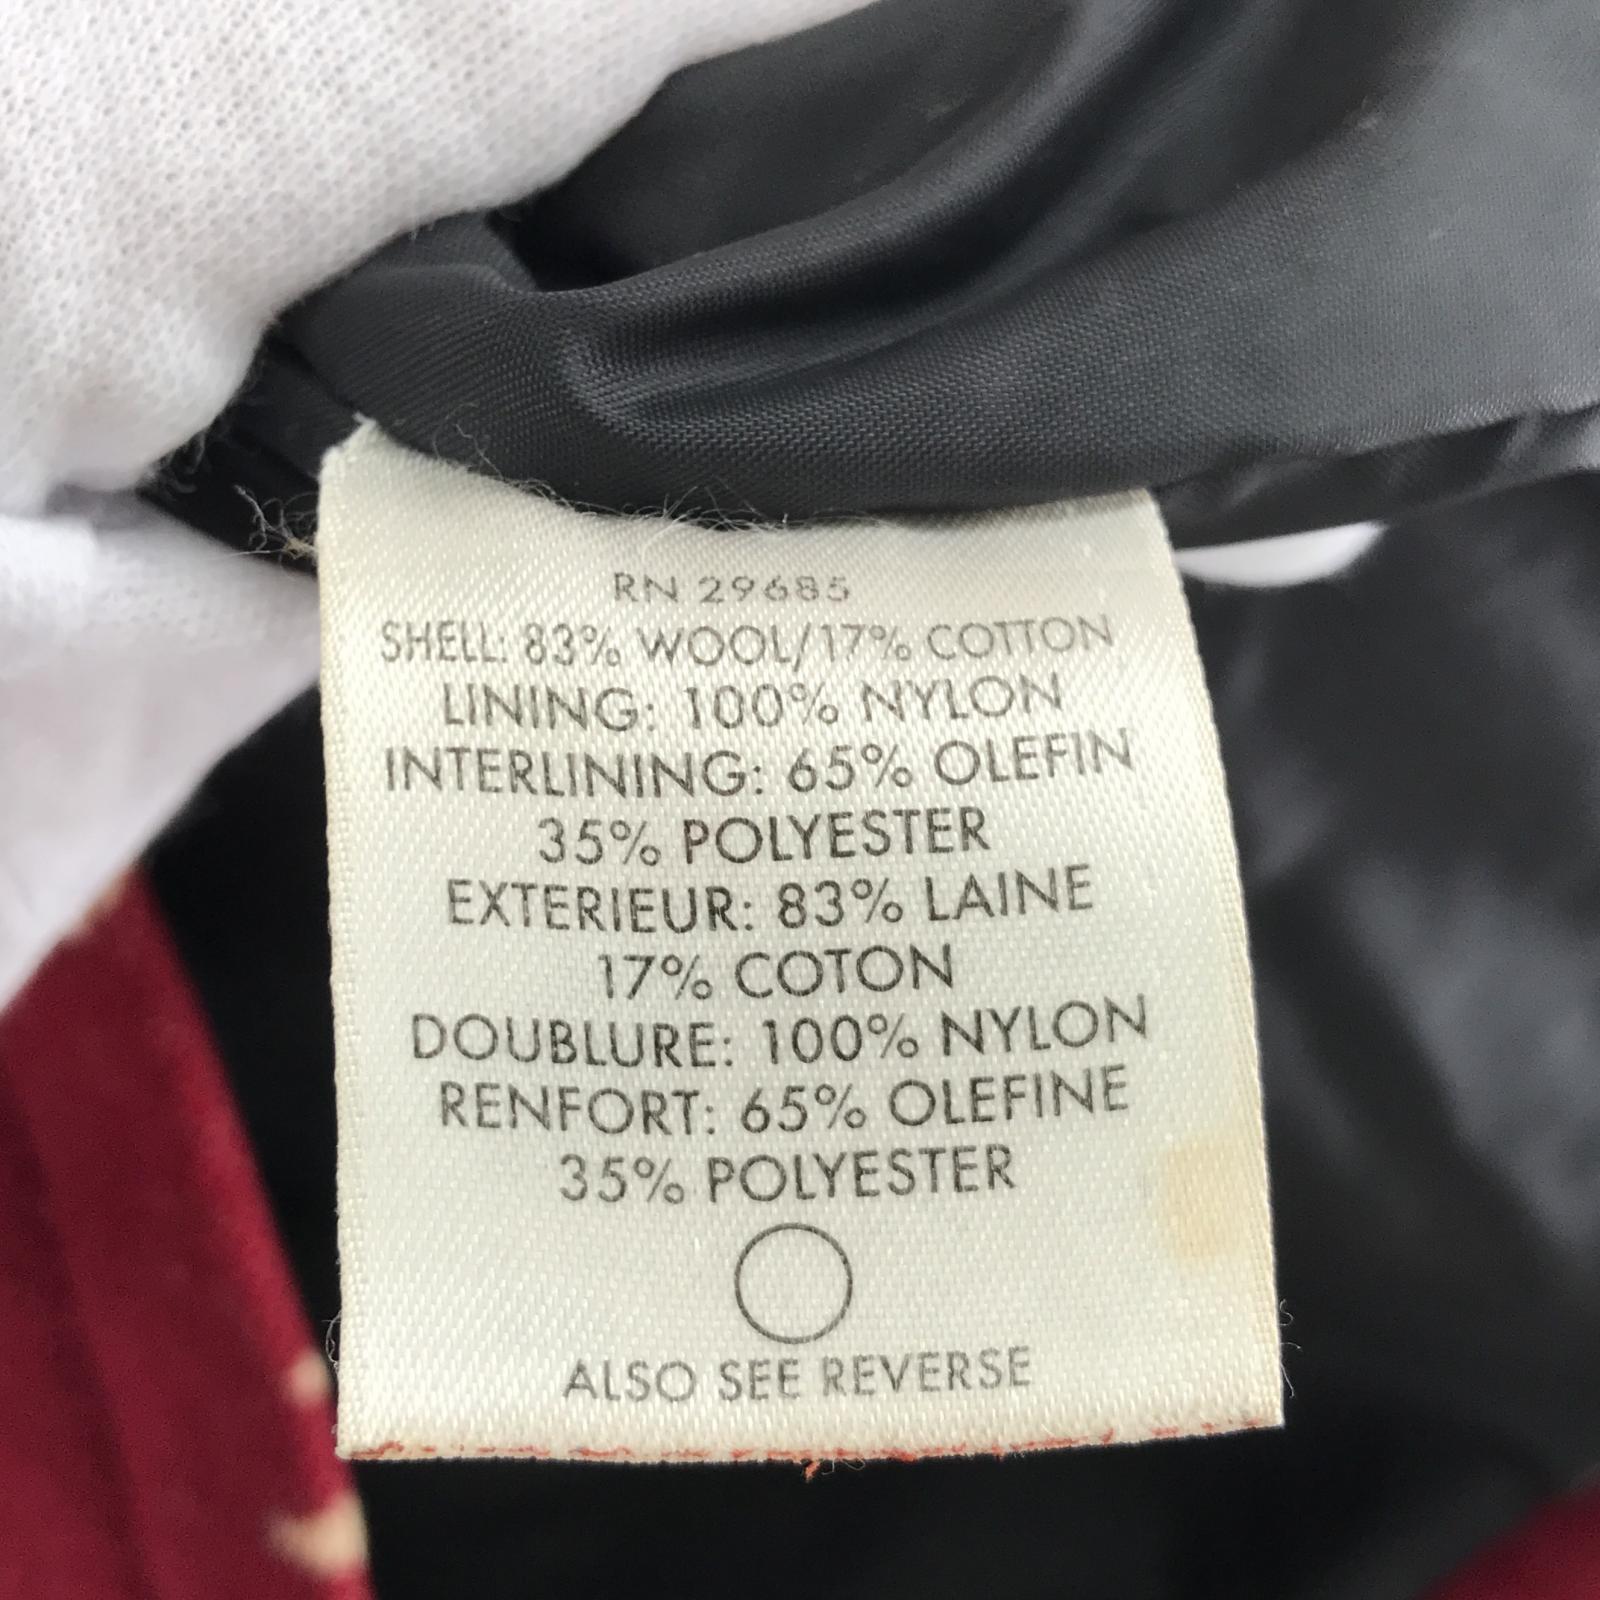 RN 29685
SHELL: 83% WOOL/17% COTTON
LINING: 100% NYLON
INTERLINING: 65% OLEFIN
35% POLYESTER
EXTERIEUR: 83% LAINE
17% COTON
DOUBLURE: 100% NYLON
RENFORT: 65% OLEFINE
35% POLYESTER
ALSO SEE REVERSE